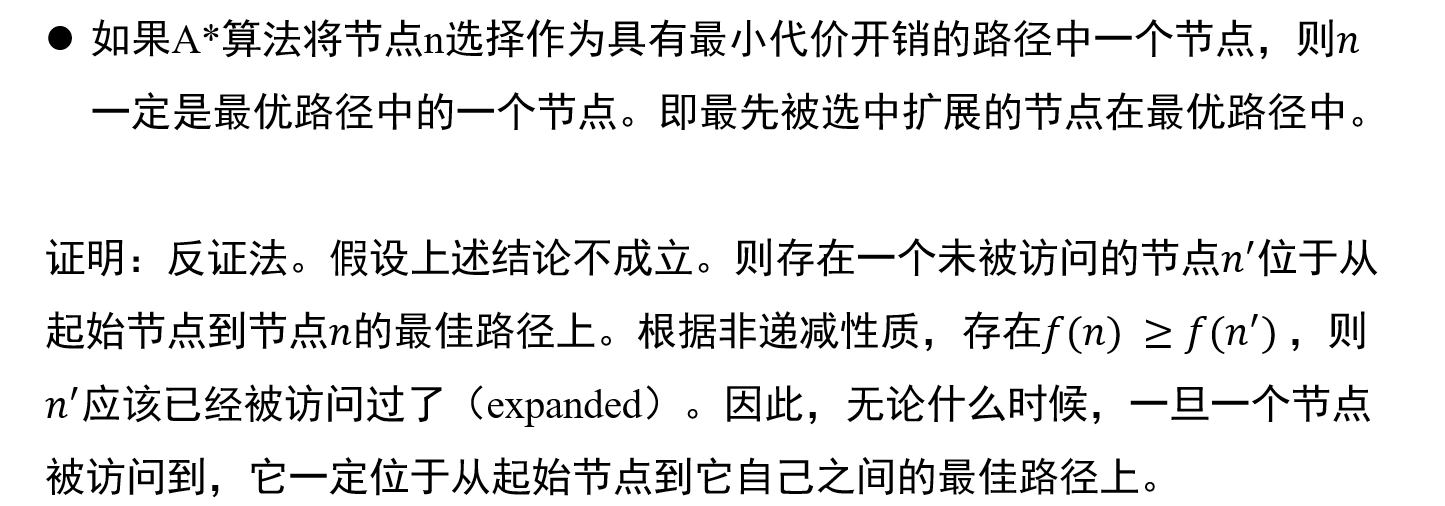 ● 如果A*算法将节点n选择作为具有最小代价开销的路径中一个节点，则n
一定是最优路径中的一个节点。即最先被选中扩展的节点在最优路径中。
证明：反证法。假设上述结论不成立。则存在一个未被访问的节点n′位于从
起始节点到节点n的最佳路径上。根据非递减性质，存在f(n) ≥ f(n′)，则
n′应该已经被访问过了（expanded）。因此，无论什么时候，一旦一个节点
被访问到，它一定位于从起始节点到它自己之间的最佳路径上。